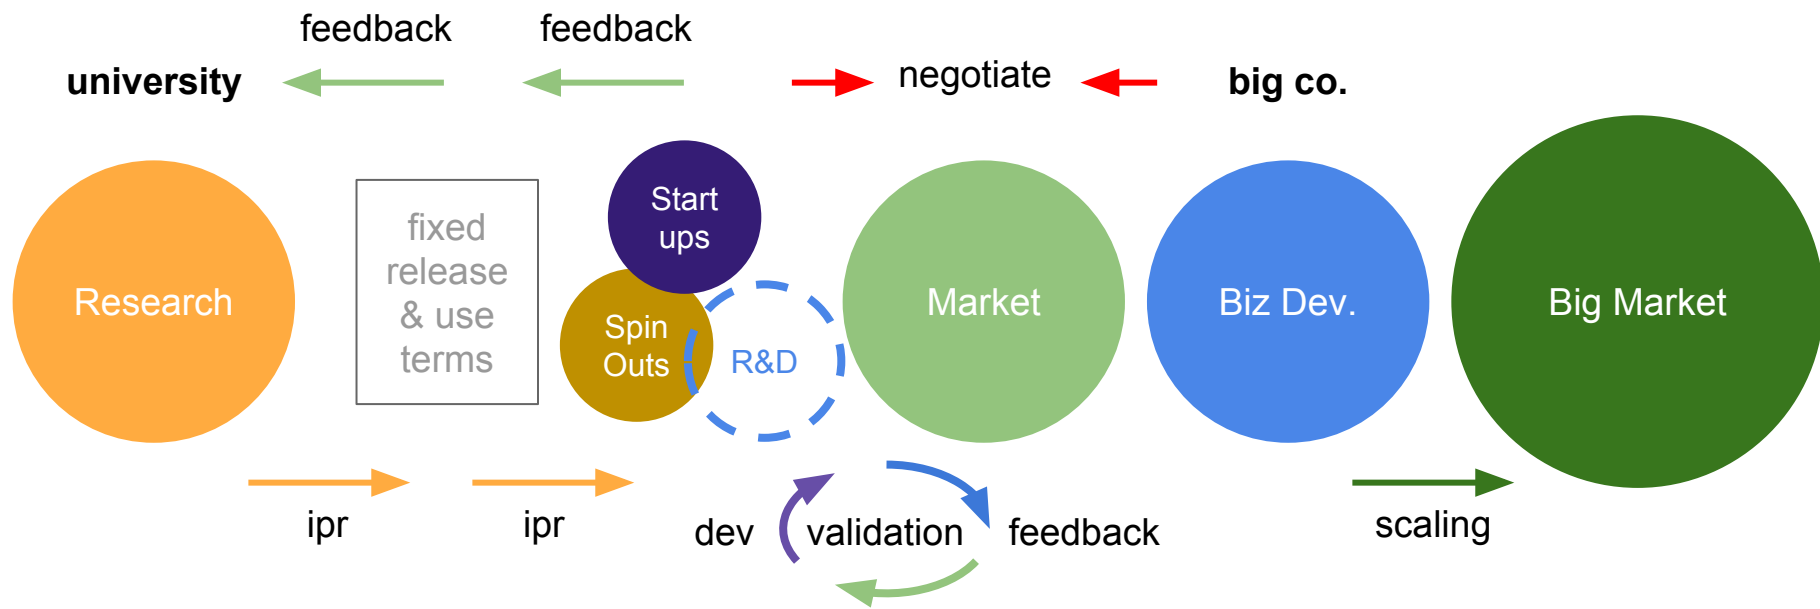 feedback
feedback
university
negotiate
big co.
Research
fixed
release
& use
terms
Start
ups
Spin
Outs
R&D
Market
Biz Dev.
Big Market
ipr
ipr
dev
validation
feedback
scaling